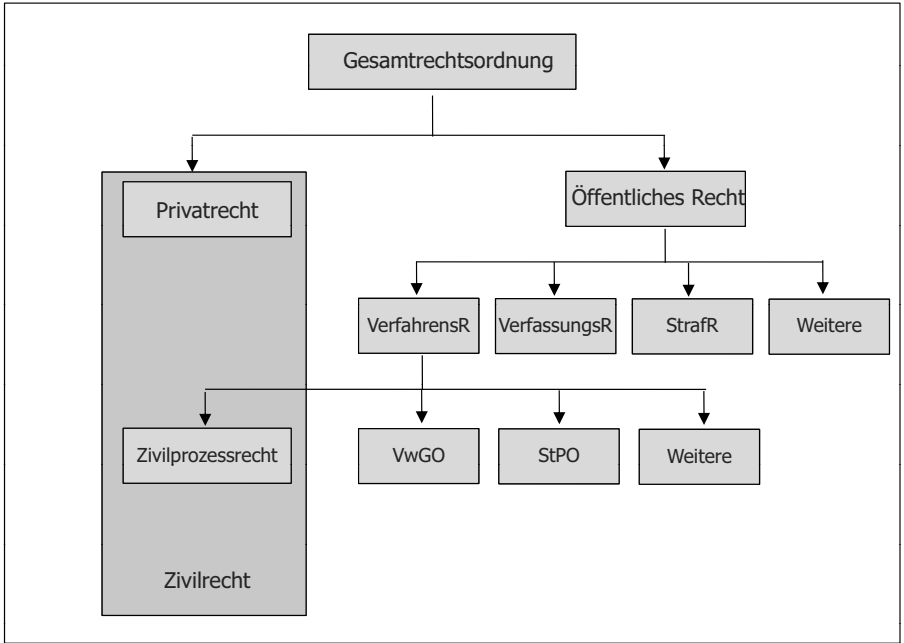 Gesamtrechtsordnung
Privatrecht
Öffentliches Recht
VerfahrensR
VerfassungsR
StrafR
Weitere
Zivilprozessrecht
VwGO
StPO
Weitere
Zivilrecht